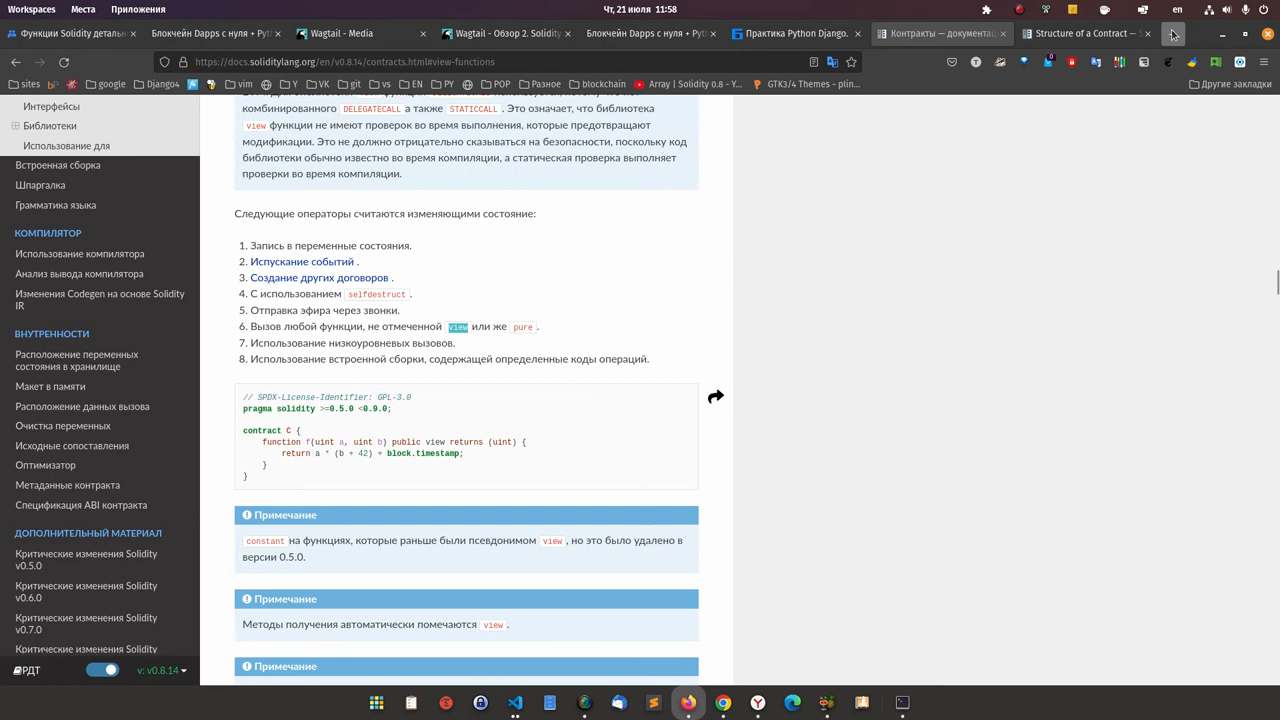 Workspaces Места Приложения Чт, 21 июля 11:58 en
Функции Solidity детальн Блокчейн Dapps с нуля + Pyt Wagtail - Media Wagtail - Обзор 2. Solidity. Блокчейн Dapps с нуля + Pyt Практика Python Django. Контракты — документац Structure of a Contract —
https://docs.soliditylang.org/en/v0.8.14/contracts.html#view-functions
sites google Django4 vim Y VK git Y Python РОР Разное blockchain Array | Solidity 0.8 -... GTK3/4 Themes - plin... Другие закладки
Интерфейсы
Библиотеки
Использование для
Встроенная сборка
Шпаргалка
Грамматика языка
КОМПИЛЯТОР
Использование компилятора
Анализ вывода компилятора
Изменения Codegen на основе Solidity
IR
ВНУТРЕННОСТИ
Расположение переменных
состояния в хранилище
Макет в памяти
Расположение данных вызова
Очистка переменных
Исходные сопоставления
Оптимизатор
Метаданные контракта
Спецификация ABI контракта
ДОПОЛНИТЕЛЬНЫЙ МАТЕРИАЛ
Критические изменения Solidity
v0.5.0
Критические изменения Solidity
v0.6.0
Критические изменения Solidity
v0.7.0
Критические изменения Solidity
РДТ v: v0.8.14
комбинированного DELEGATECALL а также STATICCALL . Это означает, что библиотека
view функции не имеют проверок во время выполнения, которые предотвращают
модификации. Это не должно отрицательно сказываться на безопасности, поскольку код
библиотеки обычно известно во время компиляции, а статическая проверка выполняет
проверки во время компиляции.
Следующие операторы считаются изменяющими состояние:
1. Запись в переменные состояния.
2. Испускание событий .
3. Создание других договоров .
4. С использованием selfdestruct .
5. Отправка эфира через звонки.
6. Вызов любой функции, не отмеченной view или же pure .
7. Использование низкоуровневых вызовов.
8. Использование встроенной сборки, содержащей определенные коды операций.
// SPDX-License-Identifier: GPL-3.0
pragma solidity >=0.5.0 <0.9.0;
contract C {
function f(uint a, uint b) public view returns (uint) {
return a * (b + 42) + block.timestamp;
}
}
Примечание
constant на функциях, которые раньше были псевдонимом view , но это было удалено в
версии 0.5.0.
Примечание
Методы получения автоматически помечаются view .
Примечание